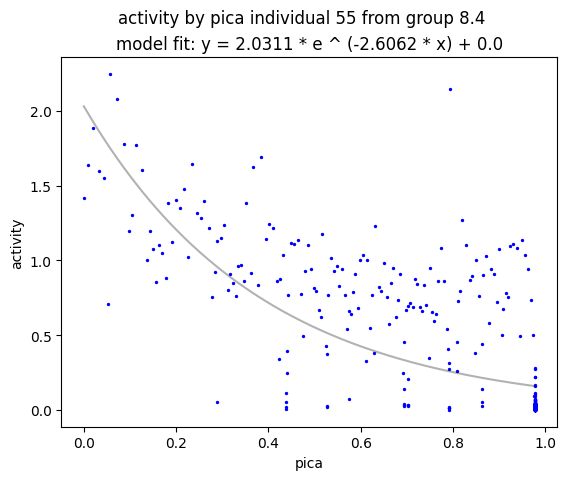 activity by pica individual 55 from group 8.4
model fit: y = 2.0311 * e ^ (-2.6062 * x) + 0.0
2.0
1.5
1.0
0.5
0.0
activity
0.0 0.2 0.4 0.6 0.8 1.0
pica